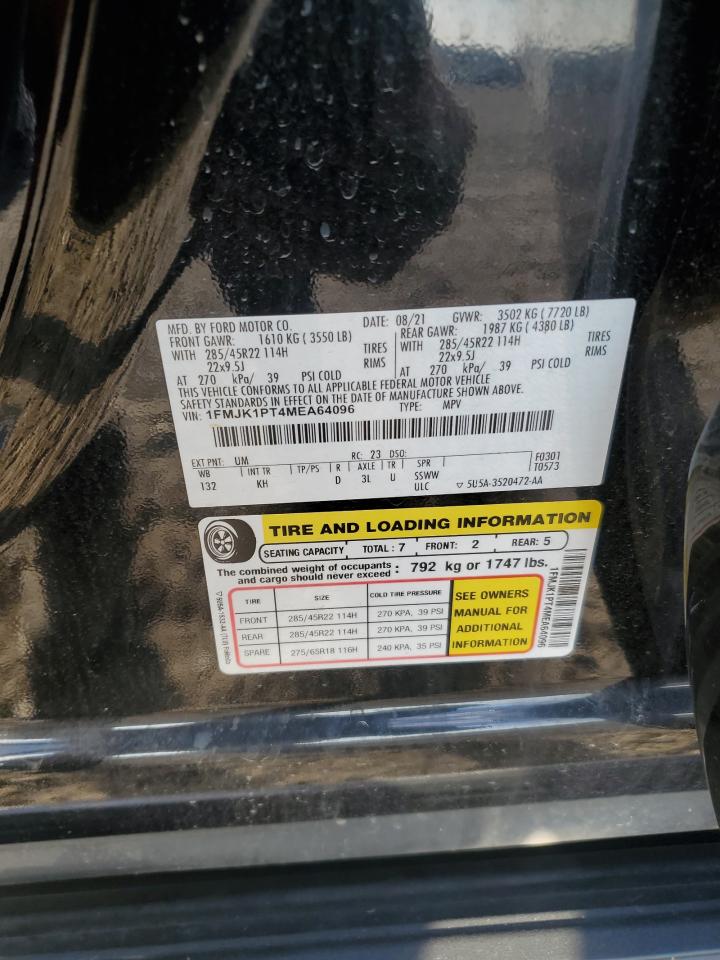 MFD. BY FORD MOTOR CO.
DATE: 08/21 GVWR: 3502 KG ( 7720 LB)
FRONT GAWR: 1610 KG ( 3550 LB) REAR GAWR: 1987 KG ( 4380 LB)
WITH 285/45R22 114H TIRES WITH 285/45R22 114H TIRES
22x9.5J RIMS 22x9.5J RIMS
AT 270 kPa/ 39 PSI COLD AT 270 kPa/ 39 PSI COLD
THIS VEHICLE CONFORMS TO ALL APPLICABLE FEDERAL MOTOR VEHICLE
SAFETY STANDARDS IN EFFECT ON THE DATE OF MANUFACTURE SHOWN ABOVE.
VIN: 1FMJK1PT4MEA64096 TYPE: MPV
EXT PNT: UM RC: 23 DSO: F0301
WB INT TR TP/PS R AXLE TR SPR T0573
132 KH D 3L U SSWW
ULC ▽ 5U5A-3520472-AA
TIRE AND LOADING INFORMATION
SEATING CAPACITY TOTAL : 7 FRONT: 2 REAR: 5
The combined weight of occupants : 792 kg or 1747 lbs.
and cargo should never exceed
TIRE SIZE COLD TIRE PRESSURE
FRONT 285/45R22 114H 270 KPA, 39 PSI
REAR 285/45R22 114H 270 KPA, 39 PSI
SPARE 275/65R18 116H 240 KPA, 35 PSI
SEE OWNERS
MANUAL FOR
ADDITIONAL
INFORMATION
1FMJK1PT4MEA64096